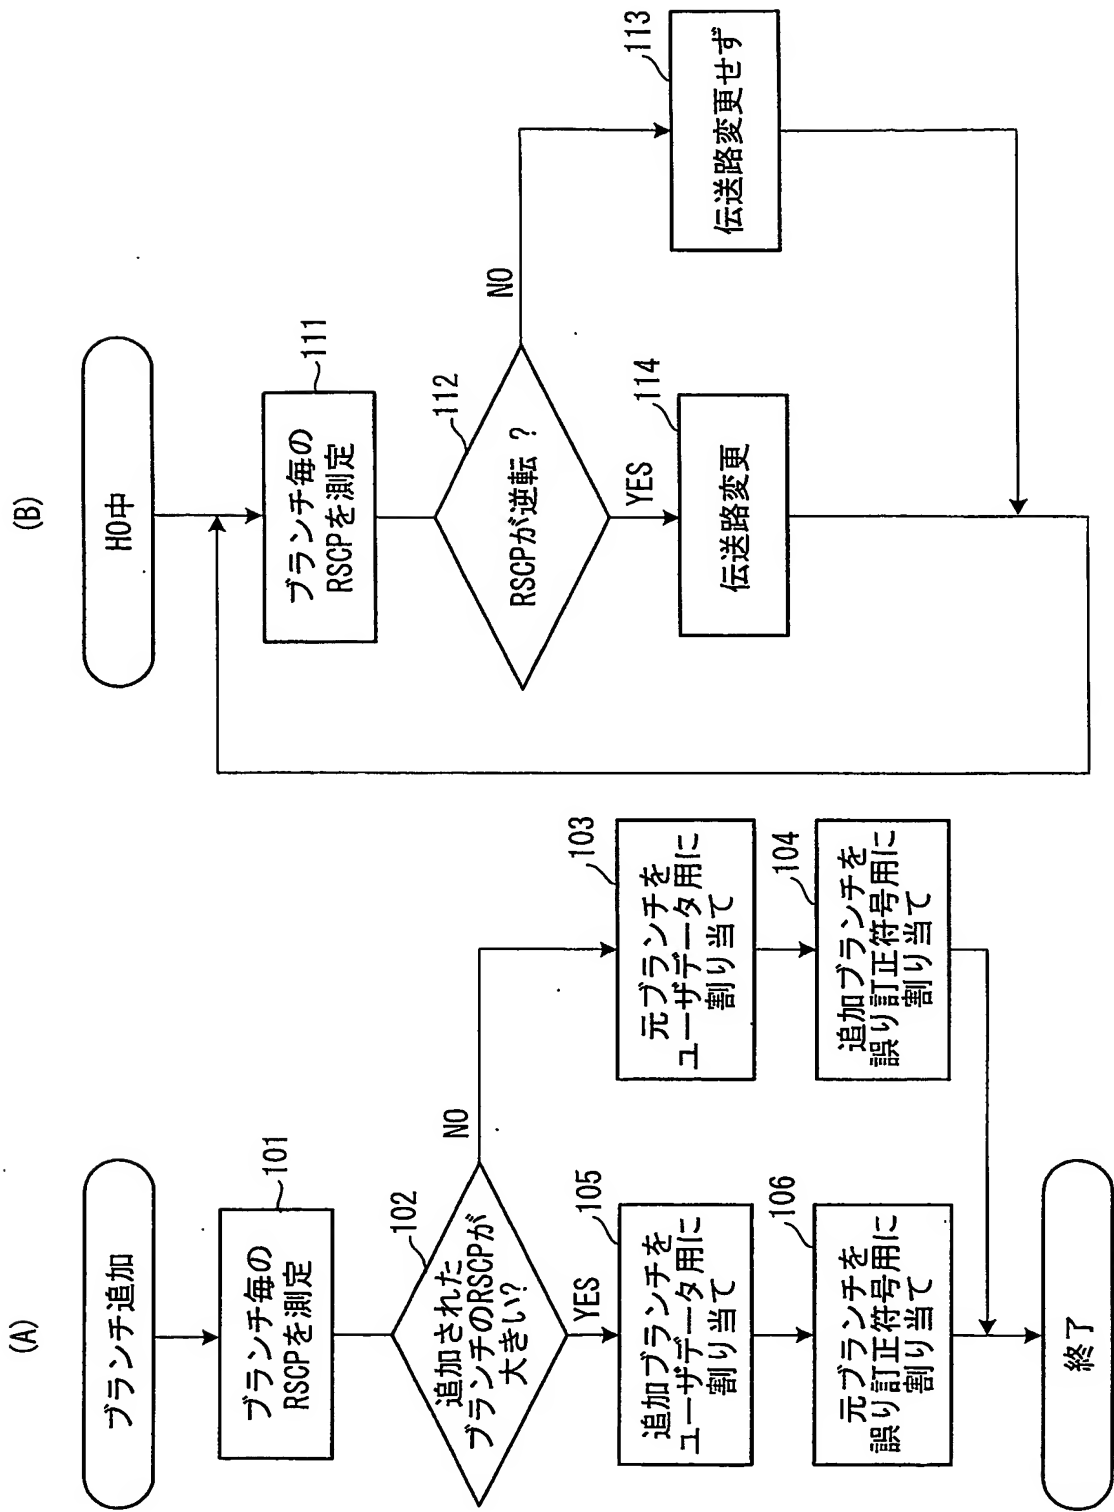 (A)
ブランチ追加
101
ブランチ毎の
RSCPを測定
102
追加された
ブランチのRSCPが
大きい?
NO
YES
103
元ブランチを
ユーザデータ用に
割り当て
104
追加ブランチを
誤り訂正符号用に
割り当て
105
追加ブランチを
ユーザデータ用に
割り当て
106
元ブランチを
誤り訂正符号用に
割り当て
終了
(B)
HO中
111
ブランチ毎の
RSCPを測定
112
RSCPが逆転 ?
NO
YES
113
伝送路変更せず
114
伝送路変更